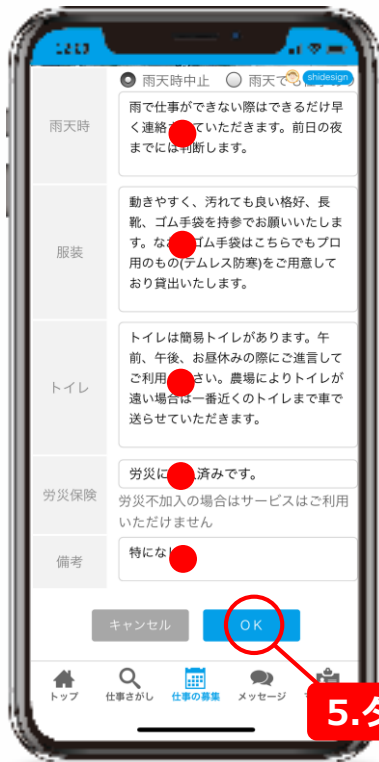 12:13
雨天時中止 雨天で
shidesign
雨天時
雨で仕事ができない際はできるだけ早
く連絡 ていただきます。前日の夜
までには判断します。
服装
動きやすく、汚れても良い格好、長
靴、ゴム手袋を持参でお願いいたしま
す。な ゴム手袋はこちらでもプロ
用のもの(テムレス防寒)をご用意して
おり貸出いたします。
トイレ
トイレは簡易トイレがあります。午
前、午後、お昼休みの際にご進言して
ご利用 さい。農場によりトイレが
遠い場合は一番近くのトイレまで車で
送らせていただきます。
労災保険
労災に 済みです。
労災不加入の場合はサービスはご利用
いただけません
備考
特にな
キャンセル OK
トップ 仕事さがし 仕事の募集 メッセージ
5.タ